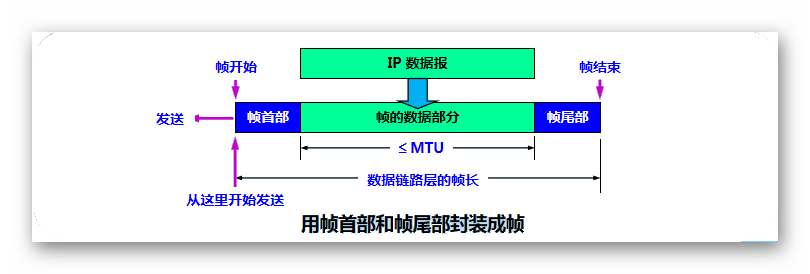 IP 数据报
帧开始
帧结束
发送
帧首部
帧的数据部分
帧尾部
≤ MTU
数据链路层的帧长
从这里开始发送
用帧首部和帧尾部封装成帧